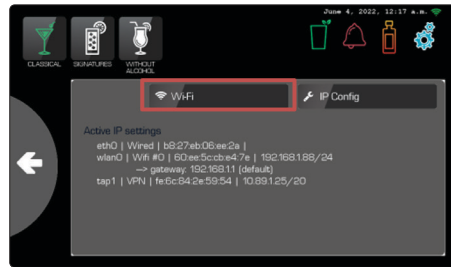 June 4, 2022, 12:17 a.m.
CLASSICAL
SIGNATURES
WITHOUT
ALCOHOL
Wi-Fi
IP Config
Active IP settings
eth0 | Wired | b8:27:eb:06:ee:2a |
wlan0 | Wifi #0 | 60:ee:5c:cb:e4:7e | 192.168.1.88/24
—> gateway: 192.168.1.1 (default)
tap1 | VPN | fe:6c:84:2e:59:54 | 10.89.1.25/20